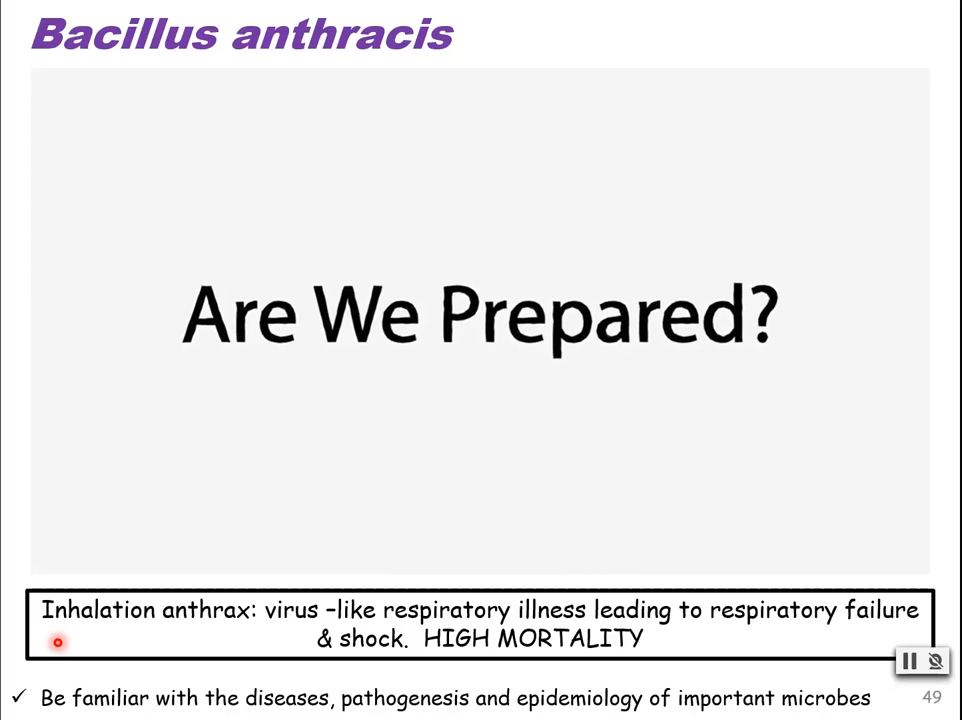 Bacillus anthracis
Are We Prepared?
Inhalation anthrax: virus –like respiratory illness leading to respiratory failure
& shock. HIGH MORTALITY
✓ Be familiar with the diseases, pathogenesis and epidemiology of important microbes
49